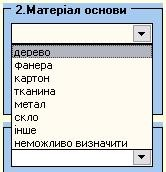 2.Матеріал основи
дерево
фанера
картон
тканина
метал
скло
інше
неможливо визначити